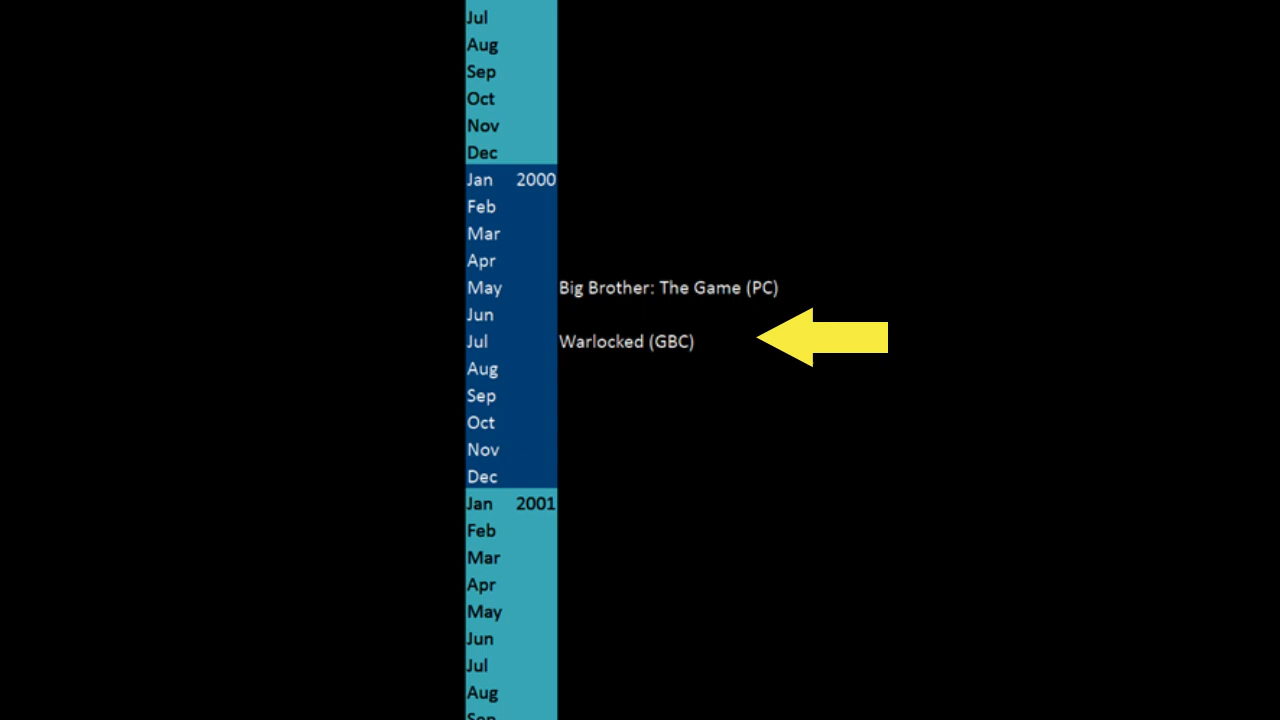 Jul
Aug
Sep
Oct
Nov
Dec
Jan 2000
Feb
Mar
Apr
May Big Brother: The Game (PC)
Jun
Jul Warlocked (GBC)
Aug
Sep
Oct
Nov
Dec
Jan 2001
Feb
Mar
Apr
May
Jun
Jul
Aug
Sep